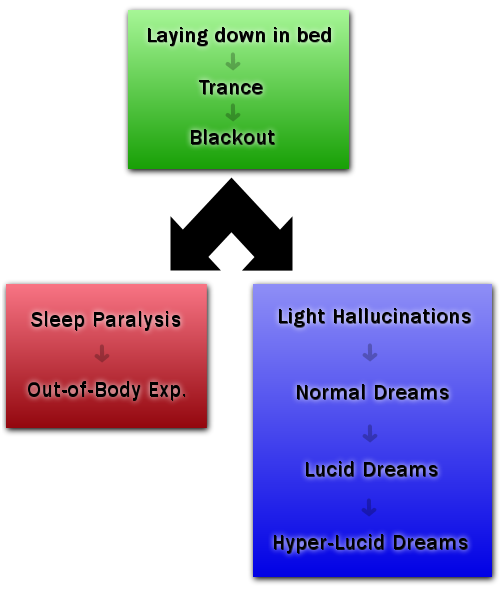 Laying down in bed
Trance
Blackout
Sleep Paralysis
Out-of-Body Exp.
Light Hallucinations
Normal Dreams
Lucid Dreams
Hyper-Lucid Dreams